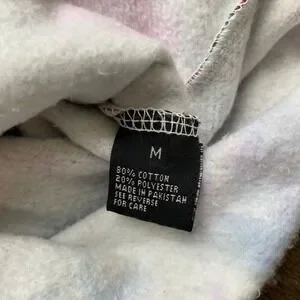 M
80% COTTON
20% POLYESTER
MADE IN PAKISTAN
SEE REVERSE
FOR CARE